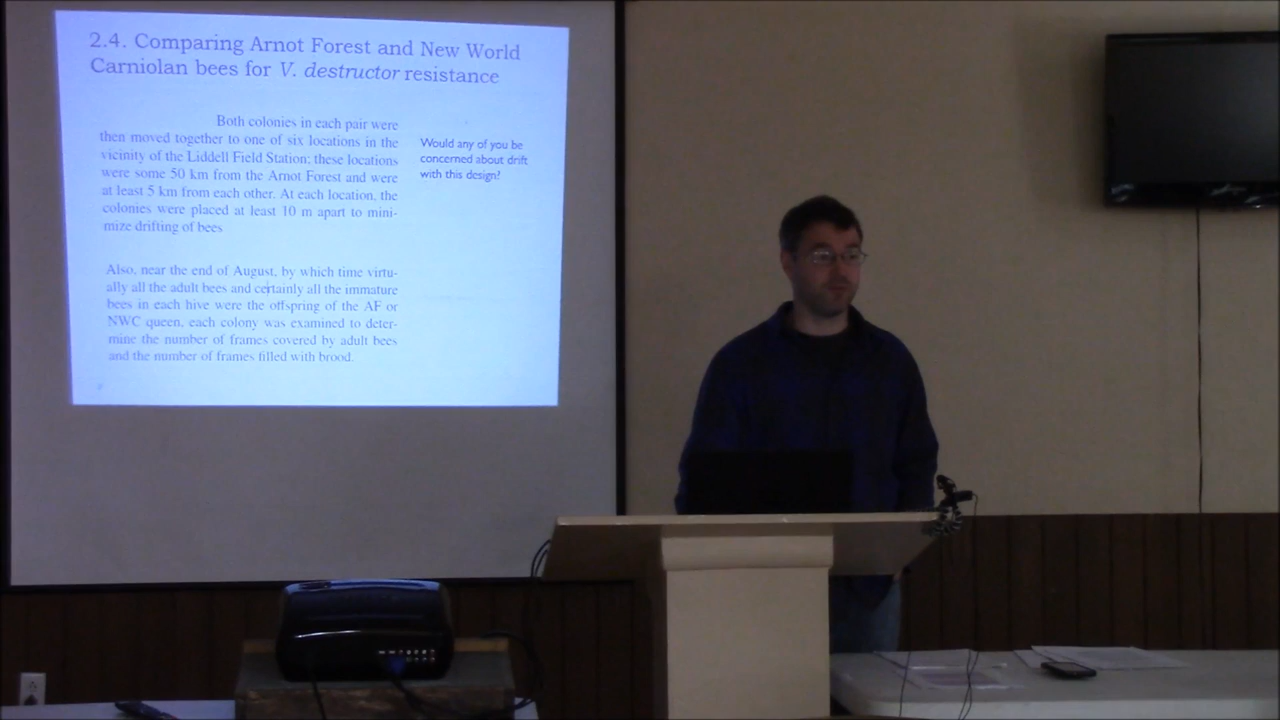 2.4. Comparing Arnot Forest and New World
Carniolan bees for V. destructor resistance
Both colonies in each pair were
then moved together to one of six locations in the
vicinity of the Liddell Field Station; these locations
were some 50 km from the Arnot Forest and were
at least 5 km from each other. At each location, the
colonies were placed at least 10 m apart to mini-
mize drifting of bees
Would any of you be
concerned about drift
with this design?
Also, near the end of August, by which time virtu-
ally all the adult bees and certainly all the immature
bees in each hive were the offspring of the AF or
NWC queen, each colony was examined to deter-
mine the number of frames covered by adult bees
and the number of frames filled with brood.